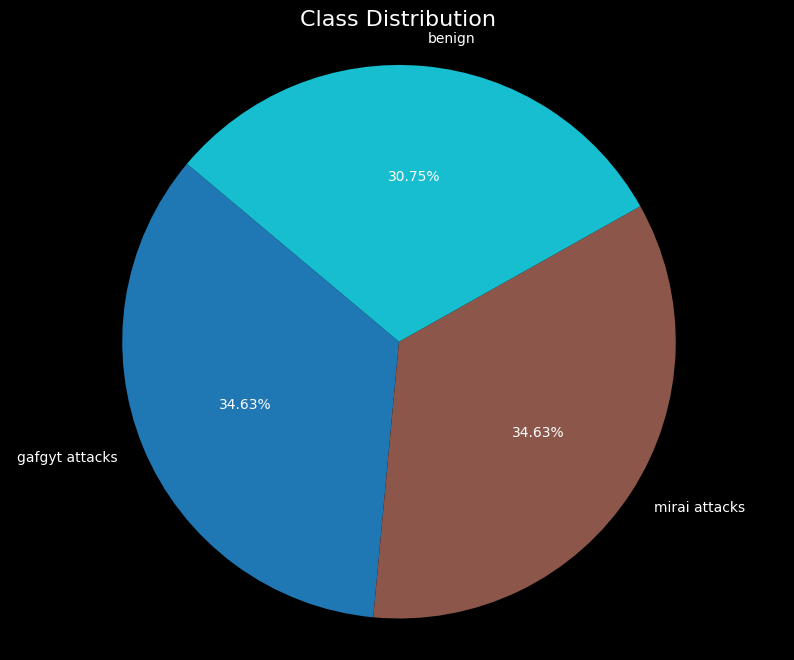 Class Distribution
benign
30.75%
34.63%
34.63%
gafgyt attacks
mirai attacks